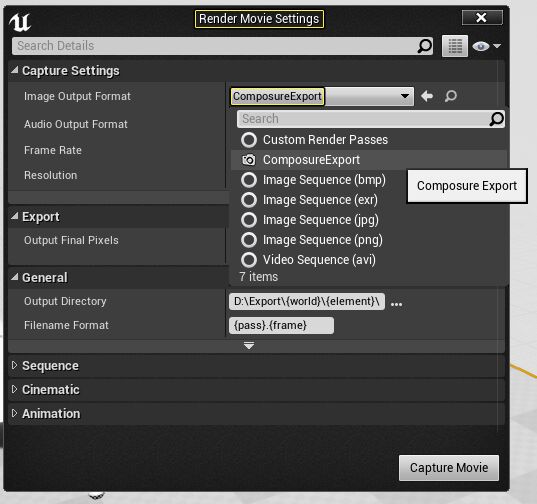 Render Movie Settings
Search Details
Capture Settings
Image Output Format
ComposureExport
Audio Output Format
Frame Rate
Resolution
Search
Custom Render Passes
ComposureExport
Image Sequence (bmp)
Image Sequence (exr)
Image Sequence (jpg)
Image Sequence (png)
Video Sequence (avi)
7 items
Composure Export
Export
Output Final Pixels
General
Output Directory
D:\Export\{world}\{element}\
...
Filename Format
{pass}.{frame}
Sequence
Cinematic
Animation
Capture Movie